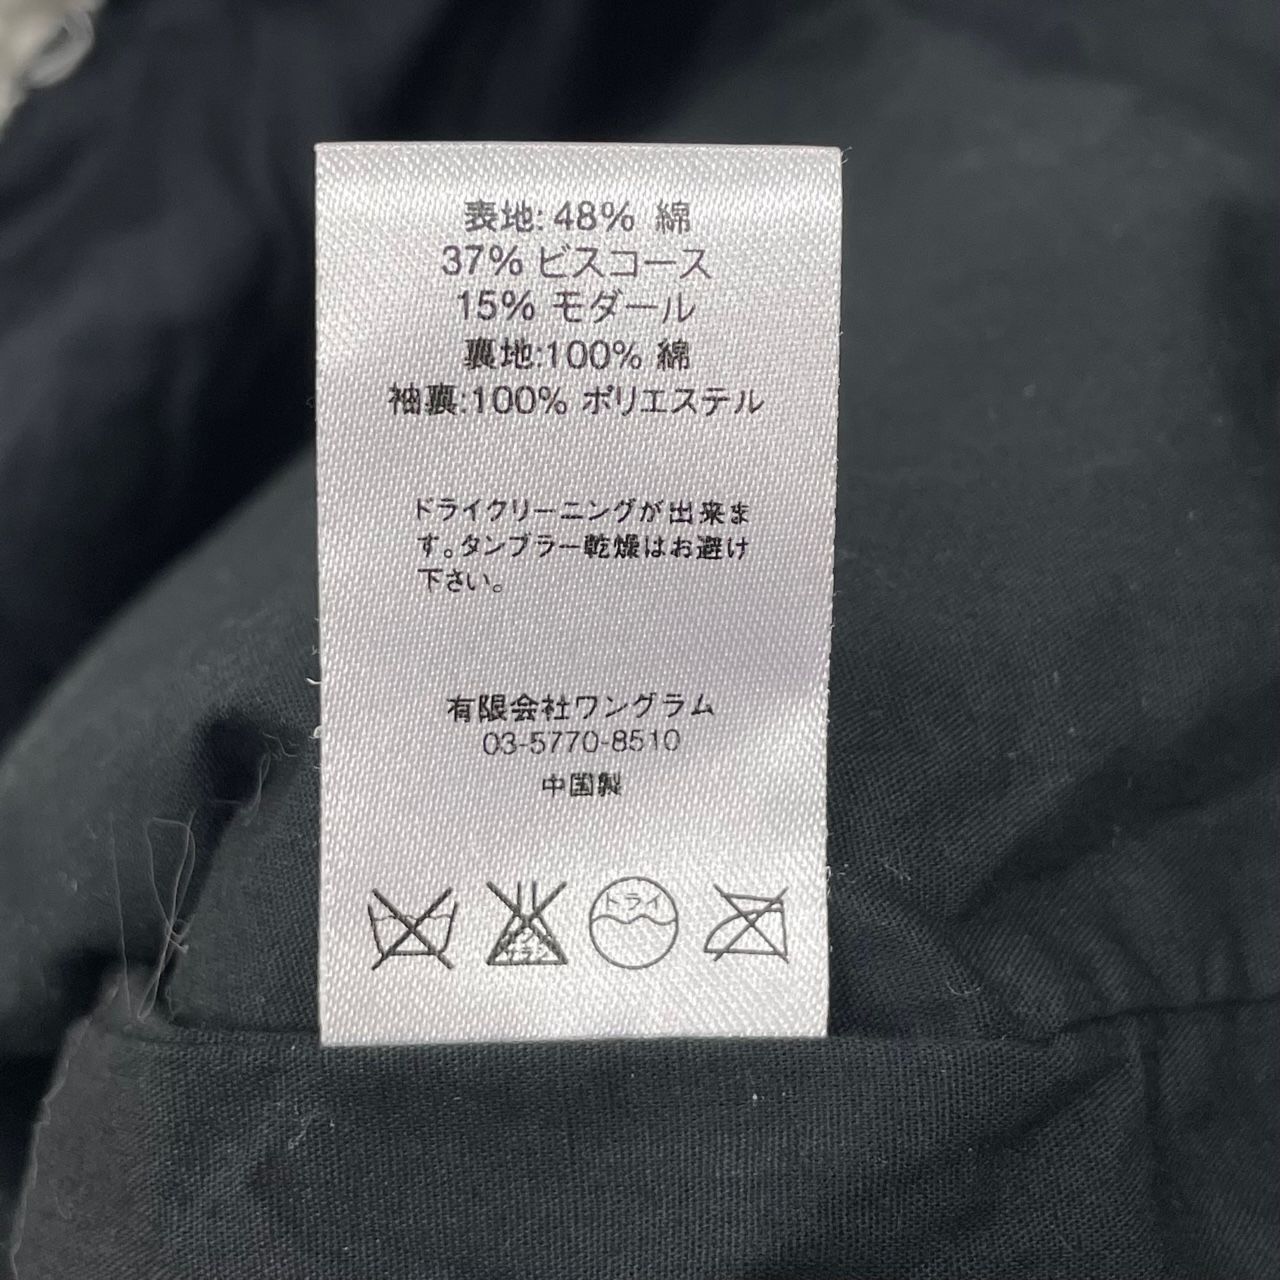 表地: 48% 綿
37% ビスコース
15% モダール
裏地:100% 綿
袖裏:100% ポリエステル
ドライクリーニングが出来ま
す。タンブラー乾燥はお避け
下さい。
有限会社ワングラム
03-5770-8510
中国製
ドライ